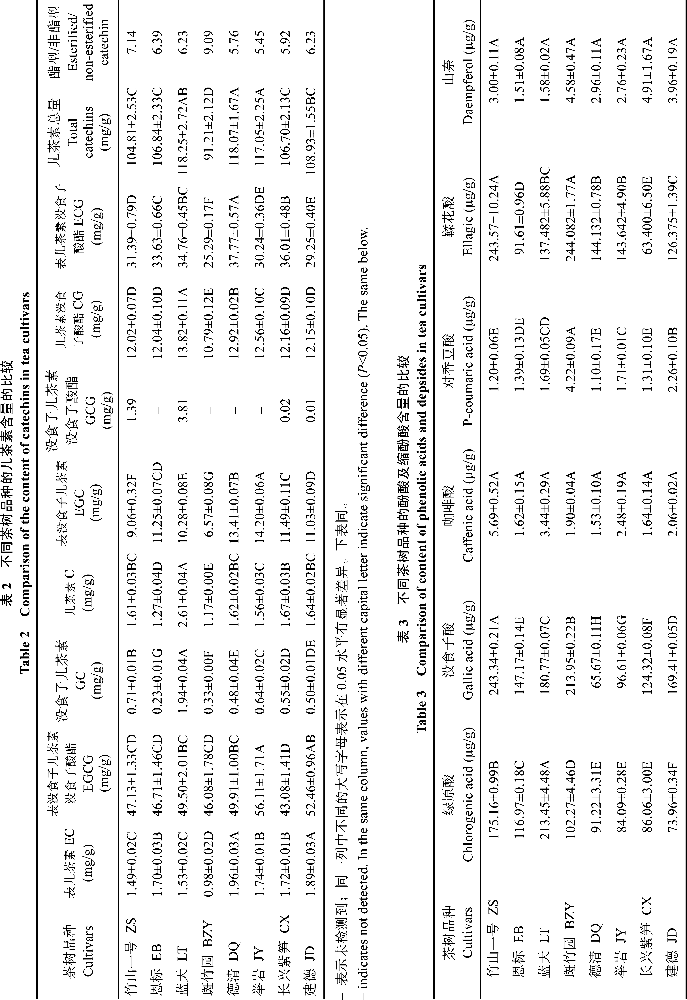 表 2 不同茶树品种的儿茶素含量的比较
Table 2 Comparison of the content of catechins in tea cultivars
茶树品种 表儿茶素 EC 表没食子儿茶素 没食子儿茶素 儿茶素 C 表没食子儿茶素 没食子儿茶素 儿茶素没食 表儿茶素没食子 儿茶素总量 酯型/非酯型
Cultivars (mg/g) 没食子酸酯 GC (mg/g) EGC 没食子酸酯 子酸酯 CG 酸酯 ECG Total Esterified/
EGCG (mg/g) (mg/g) GCG (mg/g) (mg/g) catechins non-esterified
(mg/g) (mg/g) (mg/g) catechin
竹山一号 ZS 1.49±0.02C 47.13±1.33CD 0.71±0.01B 1.61±0.03BC 9.06±0.32F 1.39 12.02±0.07D 31.39±0.79D 104.81±2.53C 7.14
恩标 EB 1.70±0.03B 46.71±1.46CD 0.23±0.01G 1.27±0.04D 11.25±0.07CD – 12.04±0.10D 33.63±0.66C 106.84±2.33C 6.39
蓝天 LT 1.53±0.02C 49.50±2.01BC 1.94±0.04A 2.61±0.04A 10.28±0.08E 3.81 13.82±0.11A 34.76±0.45BC 118.25±2.72AB 6.23
斑竹园 BZY 0.98±0.02D 46.08±1.78CD 0.33±0.00F 1.17±0.00E 6.57±0.08G – 10.79±0.12E 25.29±0.17F 91.21±2.12D 9.09
德清 DQ 1.96±0.03A 49.91±1.00BC 0.48±0.04E 1.62±0.02BC 13.41±0.07B – 12.92±0.02B 37.77±0.57A 118.07±1.67A 5.76
举岩 JY 1.74±0.01B 56.11±1.71A 0.64±0.02C 1.56±0.03C 14.20±0.06A – 12.56±0.10C 30.24±0.36DE 117.05±2.25A 5.45
长兴紫笋 CX 1.72±0.01B 43.08±1.41D 0.55±0.02D 1.67±0.03B 11.49±0.11C 0.02 12.16±0.09D 36.01±0.48B 106.70±2.13C 5.92
建德 JD 1.89±0.03A 52.46±0.96AB 0.50±0.01DE 1.64±0.02BC 11.03±0.09D 0.01 12.15±0.10D 29.25±0.40E 108.93±1.55BC 6.23
– 表示未检测到；同一列中不同的大写字母表示在 0.05 水平有显著差异。下表同。
– indicates not detected. In the same column, values with different capital letter indicate significant difference (P<0.05). The same below.
表 3 不同茶树品种的酚酸及缩酚酸含量的比较
Table 3 Comparison of content of phenolic acids and depsides in tea cultivars
茶树品种 绿原酸 没食子酸 咖啡酸 对香豆酸 鞣花酸 山奈
Cultivars Chlorogenic acid (μg/g) Gallic acid (μg/g) Caffenic acid (μg/g) P-coumaric acid (μg/g) Ellagic (μg/g) Daempferol (μg/g)
竹山一号 ZS 175.16±0.99B 243.34±0.21A 5.69±0.52A 1.20±0.06E 243.57±10.24A 3.00±0.11A
恩标 EB 116.97±0.18C 147.17±0.14E 1.62±0.15A 1.39±0.13DE 91.61±0.96D 1.51±0.08A
蓝天 LT 213.45±4.48A 180.77±0.07C 3.44±0.29A 1.69±0.05CD 137.482±5.88BC 1.58±0.02A
斑竹园 BZY 102.27±4.46D 213.95±0.22B 1.90±0.04A 4.22±0.09A 244.082±1.77A 4.58±0.47A
德清 DQ 91.22±3.31E 65.67±0.11H 1.53±0.10A 1.10±0.17E 144.132±0.78B 2.96±0.11A
举岩 JY 84.09±0.28E 96.61±0.06G 2.48±0.19A 1.71±0.01C 143.642±4.90B 2.76±0.23A
长兴紫笋 CX 86.06±3.00E 124.32±0.08F 1.64±0.14A 1.31±0.10E 63.400±6.50E 4.91±1.67A
建德 JD 73.96±0.34F 169.41±0.05D 2.06±0.02A 2.26±0.10B 126.375±1.39C 3.96±0.19A